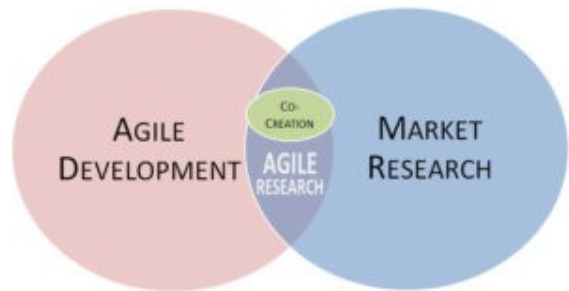 AGILE
DEVELOPMENT
CO-
CREATION
AGILE
RESEARCH
MARKET
RESEARCH